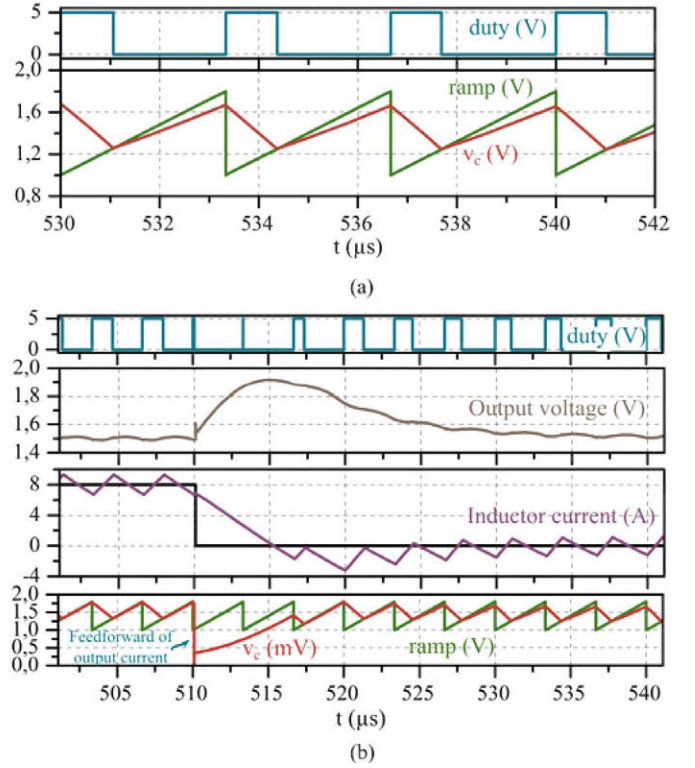 5
0
duty (V)
2,0
1,6
1,2
0,8
ramp (V)
v_c (V)
530 532 534 536 538 540 542
t (µs)
(a)
5
0
duty (V)
2,0
1,8
1,6
1,4
Output voltage (V)
8
4
0
-4
Inductor current (A)
2,0
1,5
1,0
0,5
0,0
Feedforward of
output current
v_c (mV)
ramp (V)
505 510 515 520 525 530 535 540
t (µs)
(b)